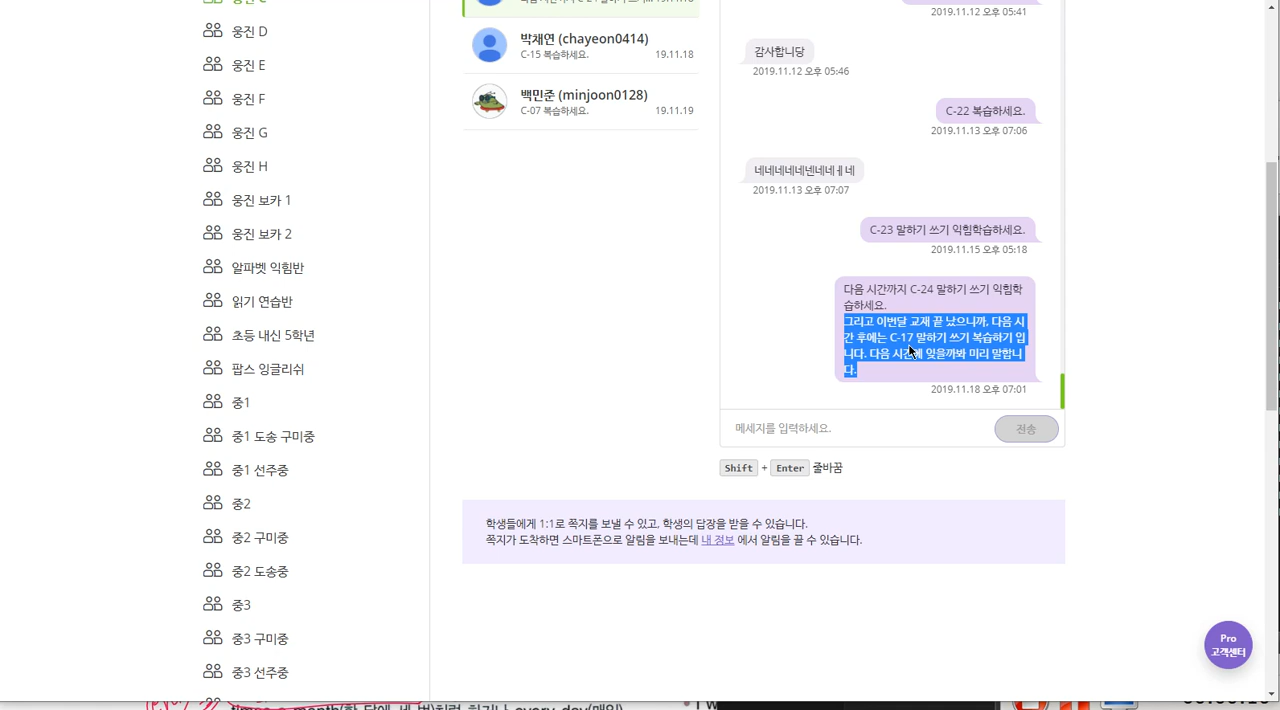 웅진 C
웅진 D
웅진 E
웅진 F
웅진 G
웅진 H
웅진 보카 1
웅진 보카 2
알파벳 익힘반
읽기 연습반
초등 내신 5학년
팝스 잉글리쉬
중1
중1 도송 구미중
중1 선주중
중2
중2 구미중
중2 도송중
중3
중3 구미중
중3 선주중
박채연 (chayeon0414)
C-15 복습하세요. 19.11.18
백민준 (minjoon0128)
C-07 복습하세요. 19.11.19
2019.11.12 오후 05:41
감사합니당
2019.11.12 오후 05:46
C-22 복습하세요.
2019.11.13 오후 07:06
네네네네네넨네네ㅔ네
2019.11.13 오후 07:07
C-23 말하기 쓰기 익힘학습하세요.
2019.11.15 오후 05:18
다음 시간까지 C-24 말하기 쓰기 익힘학
습하세요.
그리고 이번달 교재 끝 났으니까, 다음 시
간 후에는 C-17 말하기 쓰기 복습하기 입
니다. 다음 시간에 잊을까봐 미리 말합니
다.
2019.11.18 오후 07:01
메세지를 입력하세요.
전송
Shift + Enter 줄바꿈
학생들에게 1:1로 쪽지를 보낼 수 있고, 학생의 답장을 받을 수 있습니다.
쪽지가 도착하면 스마트폰으로 알림을 보내는데 내 정보 에서 알림을 끌 수 있습니다.
Pro
고객센터